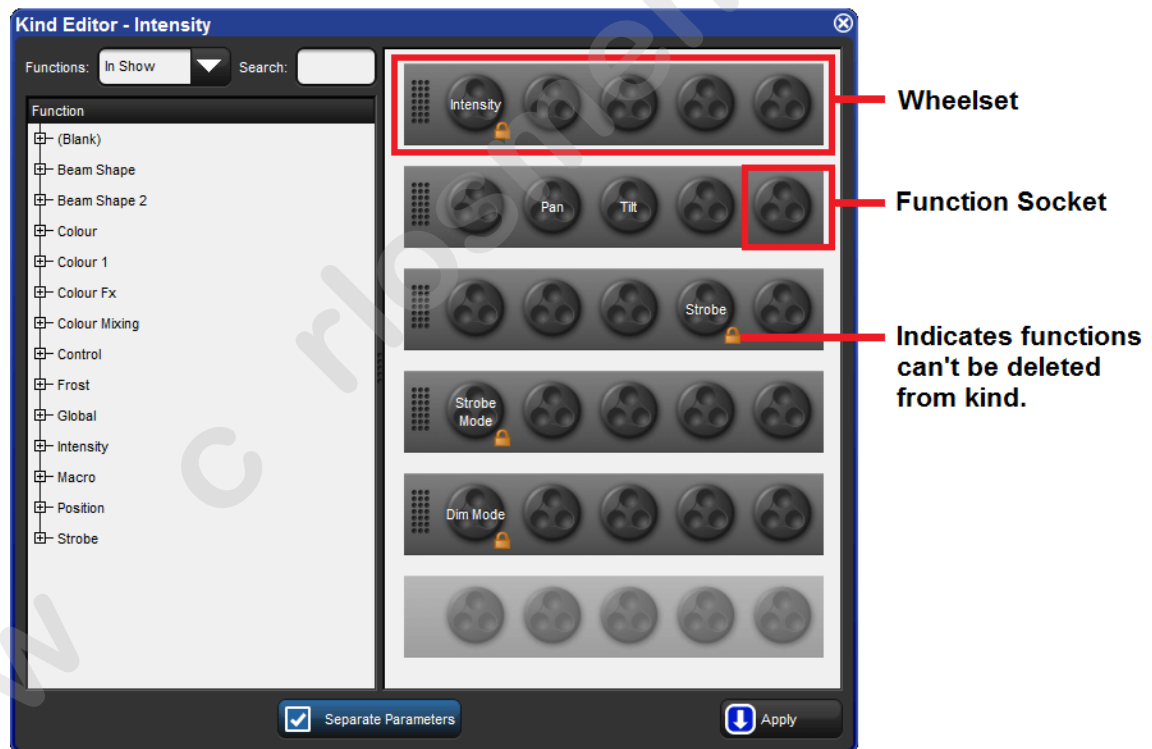 Kind Editor - Intensity
Functions: In Show Search:
Function
(Blank)
Beam Shape
Beam Shape 2
Colour
Colour 1
Colour Fx
Colour Mixing
Control
Frost
Global
Intensity
Macro
Position
Strobe
Intensity
Pan Tilt
Strobe
Strobe
Mode
Dim Mode
Separate Parameters
Apply
Wheelset
Function Socket
Indicates functions
can't be deleted
from kind.